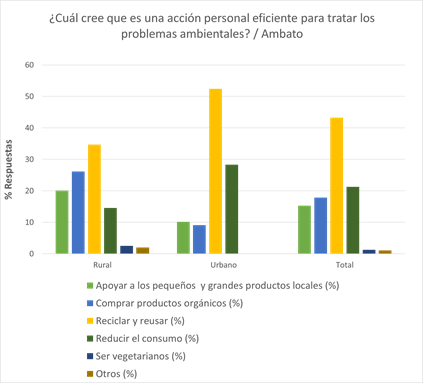 ¿Cuál cree que es una acción personal eficiente para tratar los
problemas ambientales? / Ambato
60
50
40
30
20
10
0
% Respuestas
Rural
Urbano
Total
Apoyar a los pequeños y grandes productos locales (%)
Comprar productos orgánicos (%)
Reciclar y reusar (%)
Reducir el consumo (%)
Ser vegetarianos (%)
Otros (%)